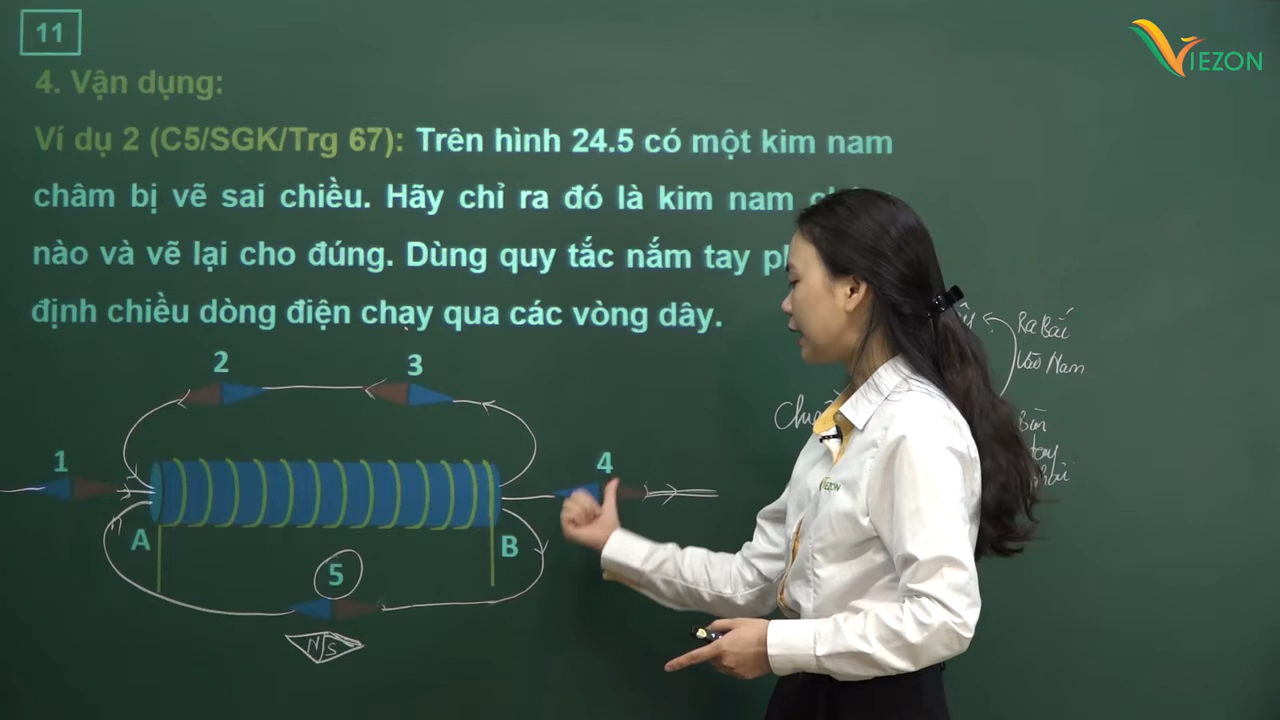 11
VIEZON
4. Vận dụng:
Ví dụ 2 (C5/SGK/Trg 67): Trên hình 24.5 có một kim nam
châm bị vẽ sai chiều. Hãy chỉ ra đó là kim nam
nào và vẽ lại cho đúng. Dùng quy tắc nắm tay
định chiều dòng điện chạy qua các vòng dây.
Ra Bắc
Vào Nam
Bàn
tay
2
3
1
4
A
B
5
N/S